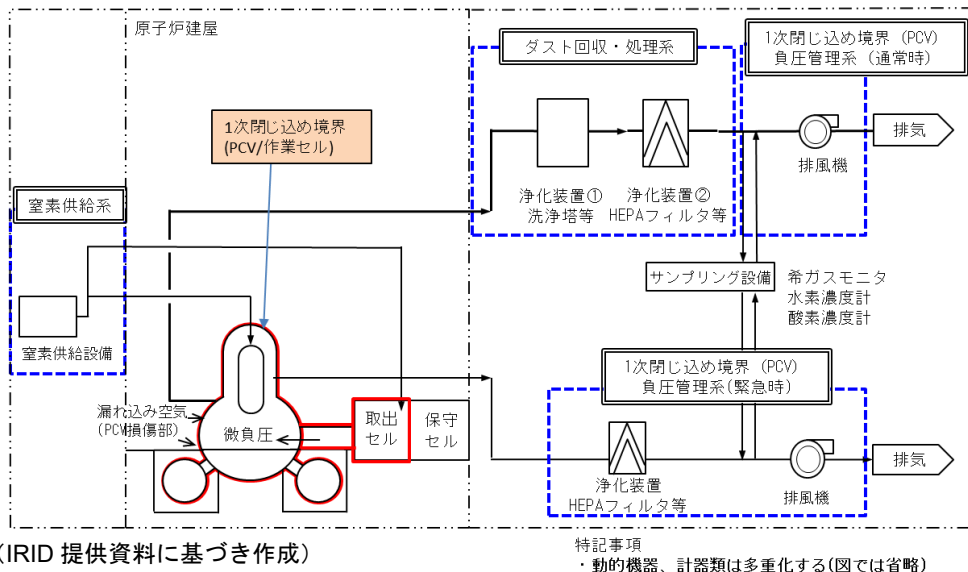 原子炉建屋
ダスト回収・処理系
1次閉じ込め境界 (PCV)
負圧管理系 (通常時)
1次閉じ込め境界
(PCV/作業セル)
排気
排風機
浄化装置①
洗浄塔等
浄化装置②
HEPAフィルタ等
窒素供給系
サンプリング設備
希ガスモニタ
水素濃度計
酸素濃度計
窒素供給設備
1次閉じ込め境界 (PCV)
負圧管理系(緊急時)
漏れ込み空気
(PCV損傷部)
微負圧
取出
セル
保守
セル
浄化装置
HEPAフィルタ等
排風機
排気
(IRID 提供資料に基づき作成)
特記事項
・動的機器、計器類は多重化する(図では省略)